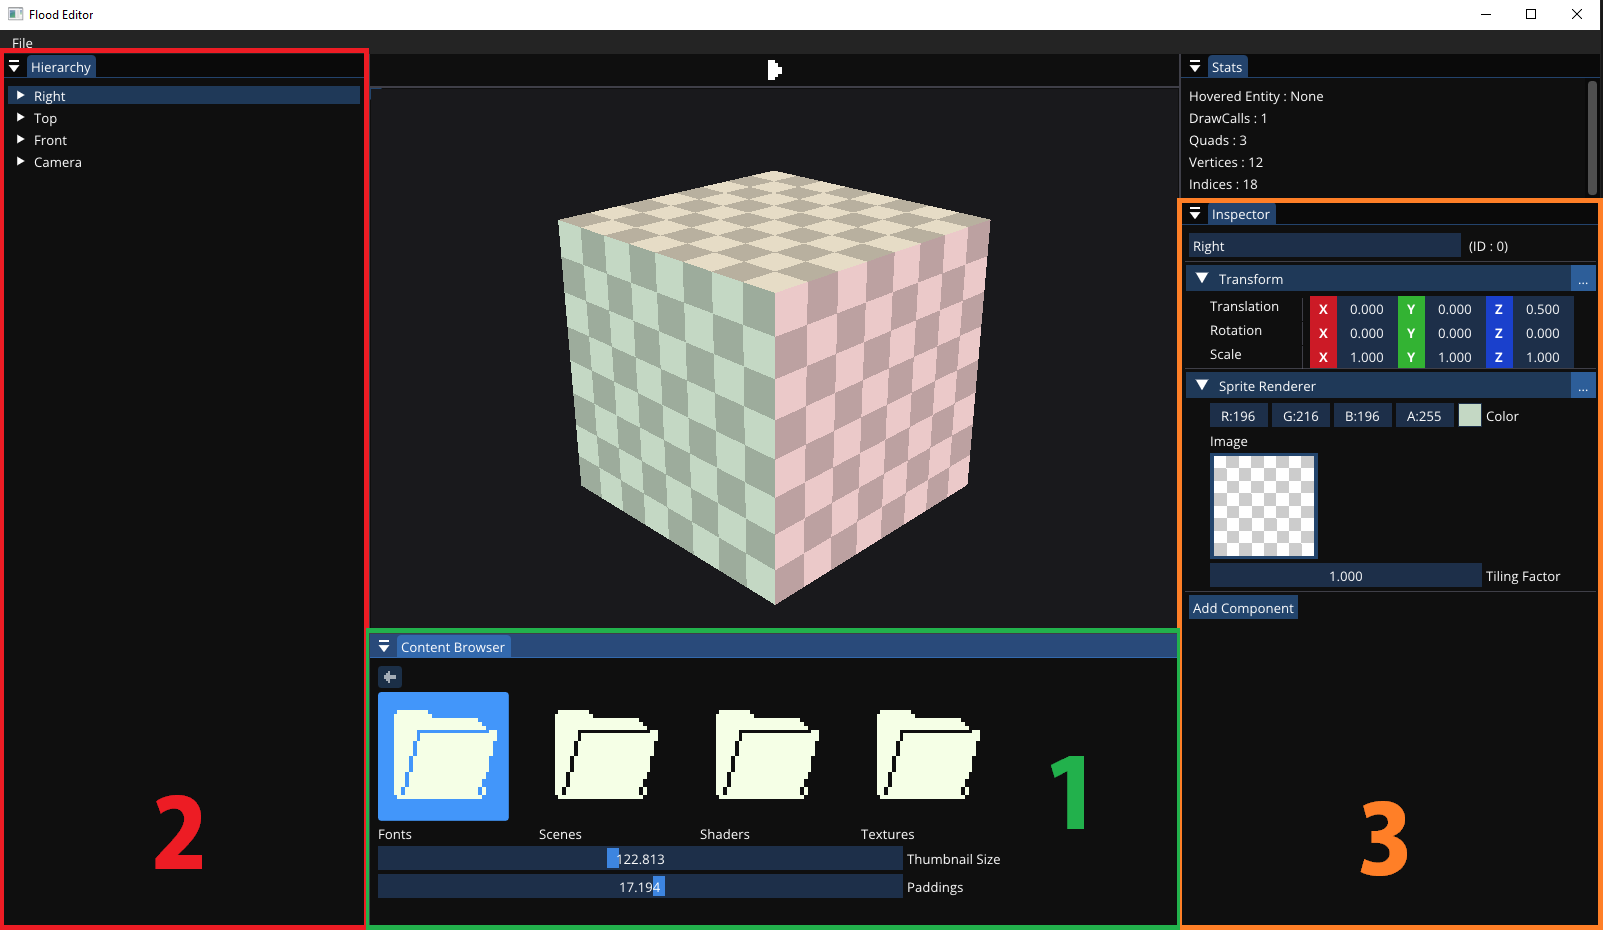 Flood Editor
File
Hierarchy
Right
Top
Front
Camera
2
Stats
Hovered Entity : None
DrawCalls : 1
Quads : 3
Vertices : 12
Indices : 18
Inspector
Right (ID : 0)
Transform ...
Translation X 0.000 Y 0.000 Z 0.500
Rotation X 0.000 Y 0.000 Z 0.000
Scale X 1.000 Y 1.000 Z 1.000
Sprite Renderer ...
R:196 G:216 B:196 A:255 Color
Image
1.000 Tiling Factor
Add Component
3
Content Browser
Fonts Scenes Shaders Textures
122.813 Thumbnail Size
17.194 Paddings
1